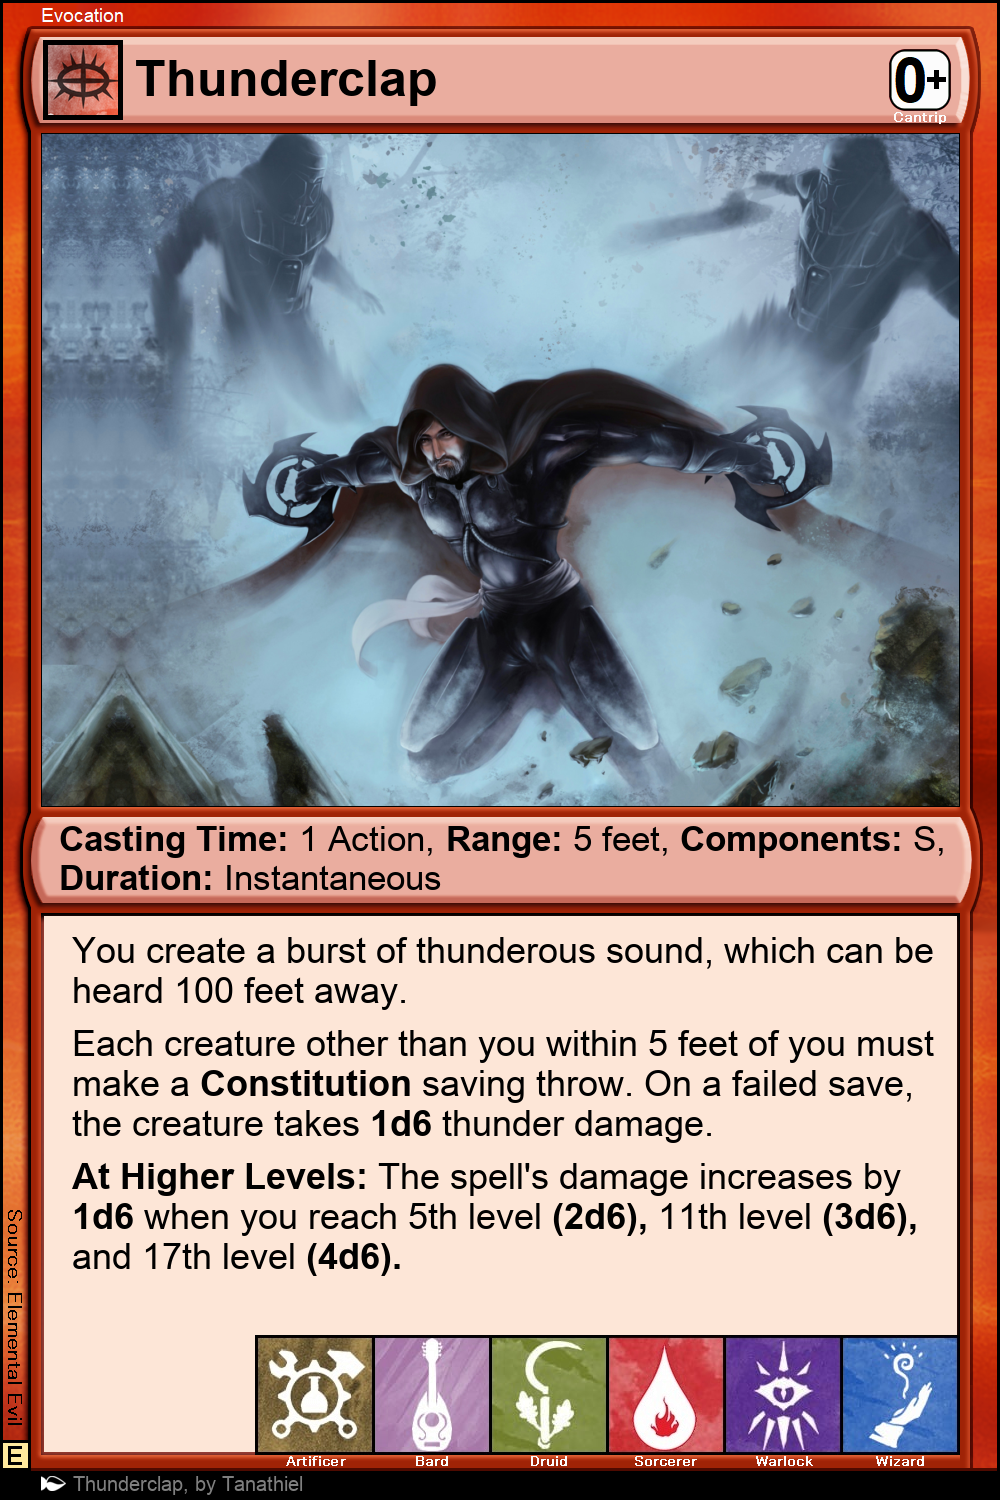 Evocation
Thunderclap
0+
Cantrip
Casting Time: 1 Action, Range: 5 feet, Components: S,
Duration: Instantaneous
You create a burst of thunderous sound, which can be
heard 100 feet away.
Each creature other than you within 5 feet of you must
make a Constitution saving throw. On a failed save,
the creature takes 1d6 thunder damage.
At Higher Levels: The spell's damage increases by
1d6 when you reach 5th level (2d6), 11th level (3d6),
and 17th level (4d6).
Source: Elemental Evil
E
Artificer Bard Druid Sorcerer Warlock Wizard
Thunderclap, by Tanathiel